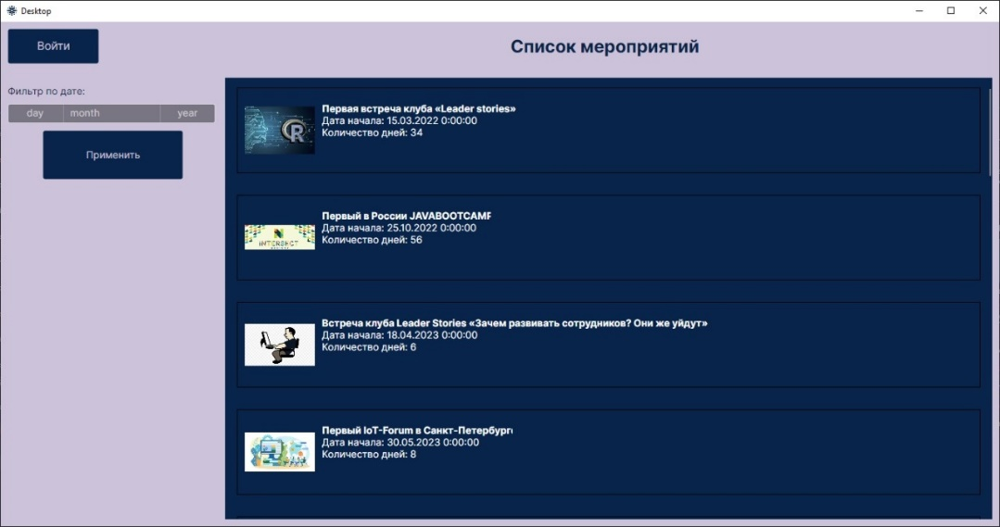 Desktop
Войти
Список мероприятий
Фильтр по дате:
day month year
Применить
Первая встреча клуба «Leader stories»
Дата начала: 15.03.2022 0:00:00
Количество дней: 34
R
Первый в России JAVABOOTCAMP
Дата начала: 25.10.2022 0:00:00
Количество дней: 56
Встреча клуба Leader Stories «Зачем развивать сотрудников? Они же уйдут»
Дата начала: 18.04.2023 0:00:00
Количество дней: 6
Первый IoT-Forum в Санкт-Петербург
Дата начала: 30.05.2023 0:00:00
Количество дней: 8